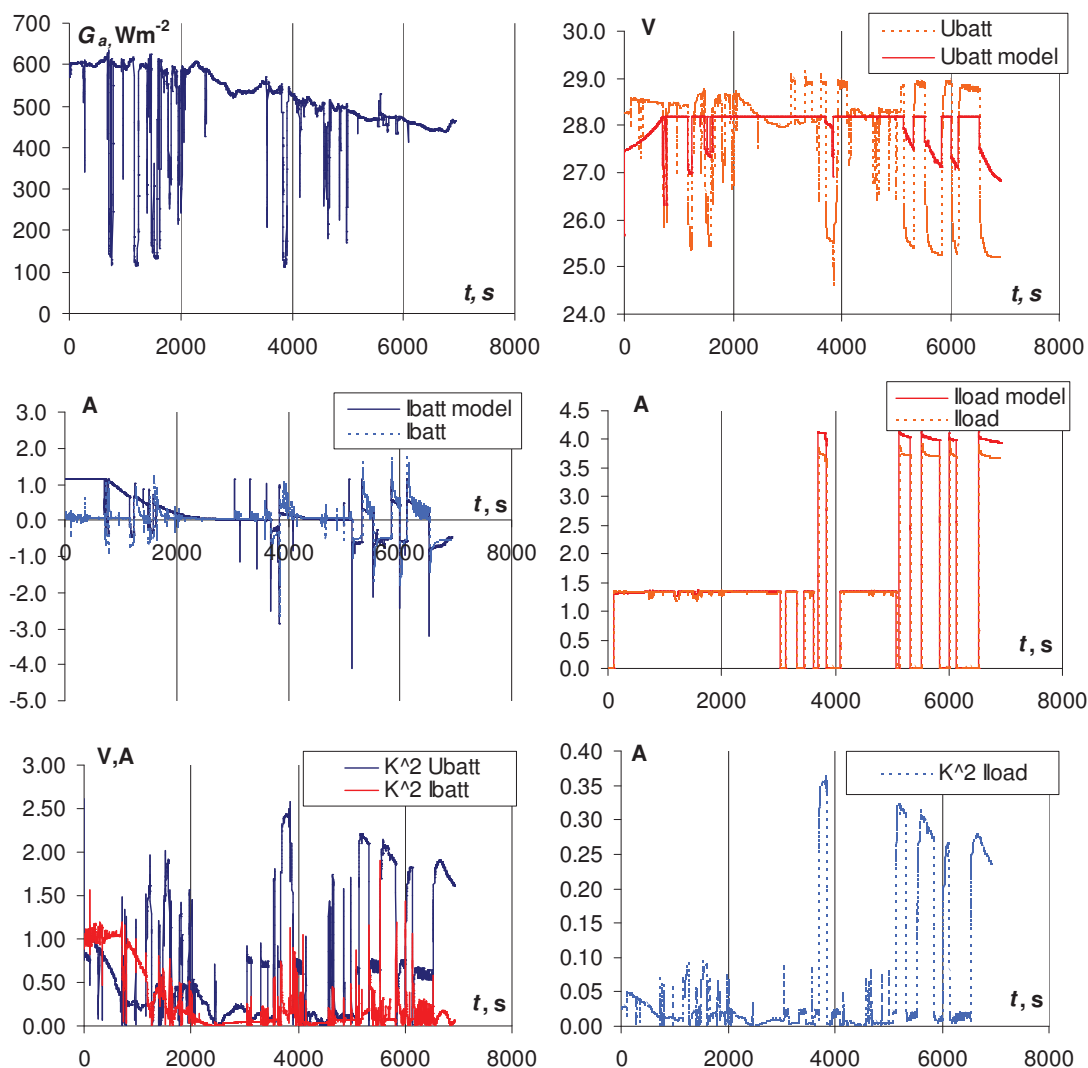 G a, Wm-2
700
600
500
400
300
200
100
0
t, s
0 2000 4000 6000 8000
V
Ubatt
Ubatt model
30.0
29.0
28.0
27.0
26.0
25.0
24.0
t, s
0 2000 4000 6000 8000
A
Ibatt model
Ibatt
3.0
2.0
1.0
0.0
-1.0
-2.0
-3.0
-4.0
-5.0
t , s
0 2000 4000 6000 8000
A
Iload model
Iload
4.5
4.0
3.5
3.0
2.5
2.0
1.5
1.0
0.5
0.0
t , s
0 2000 4000 6000 8000
V,A
K^2 Ubatt
K^2 Ibatt
3.00
2.50
2.00
1.50
1.00
0.50
0.00
t , s
0 2000 4000 6000 8000
A
K^2 Iload
0.40
0.35
0.30
0.25
0.20
0.15
0.10
0.05
0.00
t , s
0 2000 4000 6000 8000